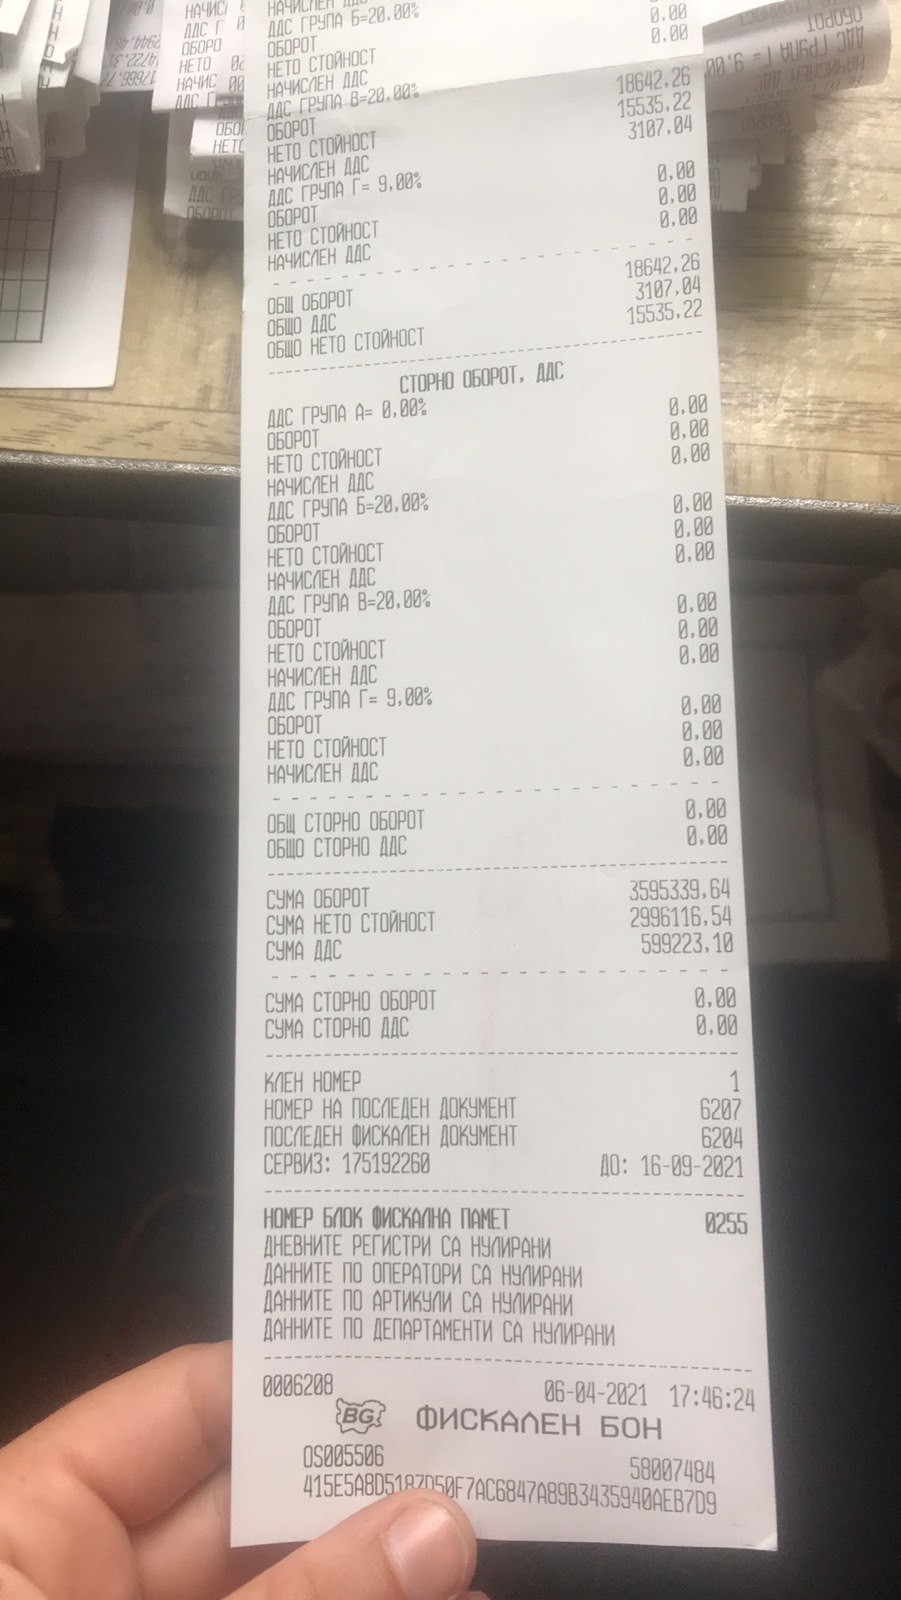 НАЧИСЛЕН ДДС
ДДС ГРУПА Б=20,00%
ОБОРОТ 0,00
НЕТО СТОЙНОСТ 0,00
НАЧИСЛЕН ДДС
ДДС ГРУПА В=20,00%
ОБОРОТ 18642,26
НЕТО СТОЙНОСТ 15535,22
НАЧИСЛЕН ДДС 3107,04
ДДС ГРУПА Г= 9,00%
ОБОРОТ 0,00
НЕТО СТОЙНОСТ 0,00
НАЧИСЛЕН ДДС 0,00
ОБЩ ОБОРОТ 18642,26
ОБЩО ДДС 3107,04
ОБЩО НЕТО СТОЙНОСТ 15535,22
СТОРНО ОБОРОТ, ДДС
ДДС ГРУПА А= 0,00%
ОБОРОТ 0,00
НЕТО СТОЙНОСТ 0,00
НАЧИСЛЕН ДДС 0,00
ДДС ГРУПА Б=20,00%
ОБОРОТ 0,00
НЕТО СТОЙНОСТ 0,00
НАЧИСЛЕН ДДС 0,00
ДДС ГРУПА В=20,00%
ОБОРОТ 0,00
НЕТО СТОЙНОСТ 0,00
НАЧИСЛЕН ДДС 0,00
ДДС ГРУПА Г= 9,00%
ОБОРОТ 0,00
НЕТО СТОЙНОСТ 0,00
НАЧИСЛЕН ДДС 0,00
ОБЩ СТОРНО ОБОРОТ 0,00
ОБЩО СТОРНО ДДС 0,00
СУМА ОБОРОТ 3595339,64
СУМА НЕТО СТОЙНОСТ 2996116,54
СУМА ДДС 599223,10
СУМА СТОРНО ОБОРОТ 0,00
СУМА СТОРНО ДДС 0,00
КЛЕН НОМЕР 1
НОМЕР НА ПОСЛЕДЕН ДОКУМЕНТ 6207
ПОСЛЕДЕН ФИСКАЛЕН ДОКУМЕНТ 6204
СЕРВИЗ: 175192260 ДО: 16-09-2021
НОМЕР БЛОК ФИСКАЛНА ПАМЕТ 0255
ДНЕВНИТЕ РЕГИСТРИ СА НУЛИРАНИ
ДАННИТЕ ПО ОПЕРАТОРИ СА НУЛИРАНИ
ДАННИТЕ ПО АРТИКУЛИ СА НУЛИРАНИ
ДАННИТЕ ПО ДЕПАРТАМЕНТИ СА НУЛИРАНИ
0006208 06-04-2021 17:46:24
BG ФИСКАЛЕН БОН
OS005506 58007484
415E5A8D5187D50F7AC6847A89B3435940AEB7D9